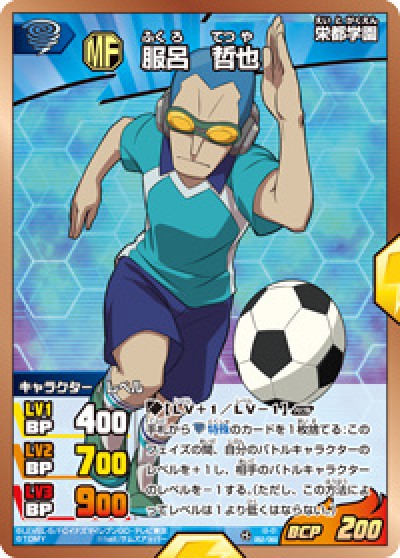 えいと がくえん
栄都学園
ふくろ てつや
MF 服呂 哲也
キャラクター レベル
LV1
BP 400
LV2
BP 700
LV3
BP 900
【LV+1/LV-1】
手札から 特殊のカードを1枚捨てる:この
フェイズの間、自分のバトルキャラクターの
レベルを+1し、相手のバトルキャラクター
のレベルを-1する。(ただし、この方法によ
ってレベルは1より低くはならない。)
©TOMY
BCP 200